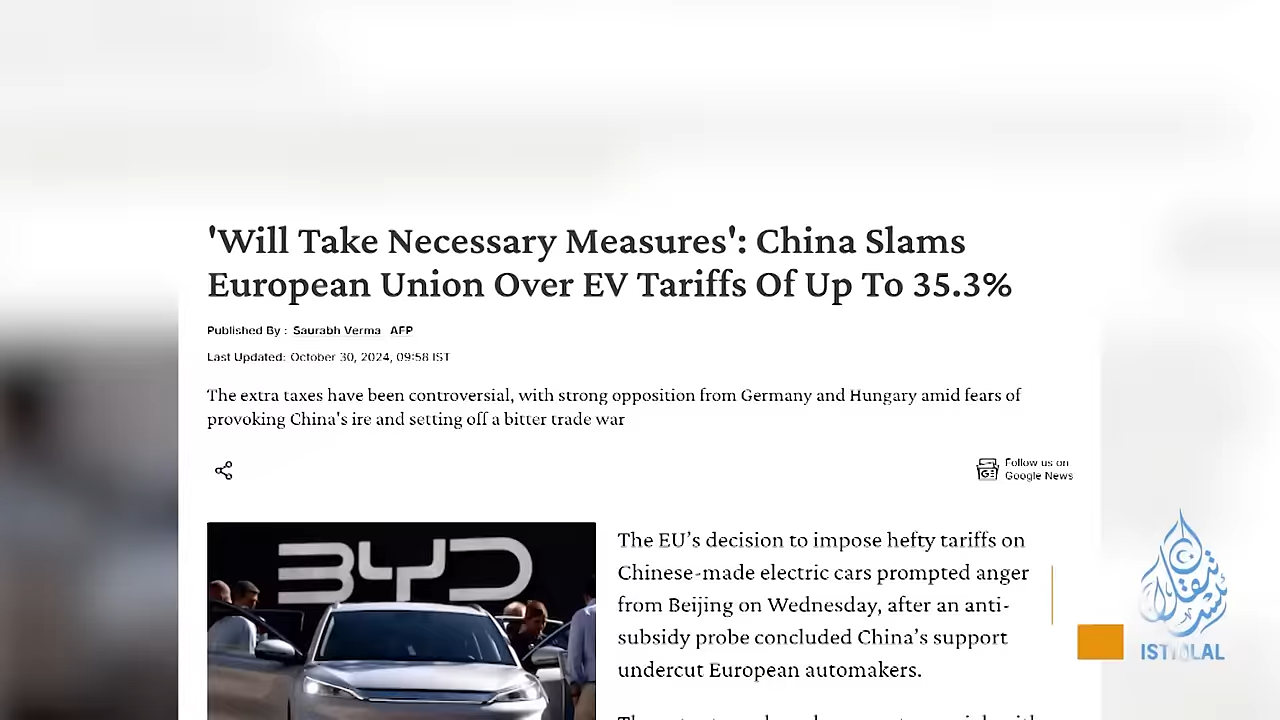 'Will Take Necessary Measures': China Slams
European Union Over EV Tariffs Of Up To 35.3%
Published By : Saurabh Verma AFP
Last Updated: October 30, 2024, 09:58 IST
The extra taxes have been controversial, with strong opposition from Germany and Hungary amid fears of
provoking China's ire and setting off a bitter trade war
Follow us on
Google News
BYD
The EU’s decision to impose hefty tariffs on
Chinese-made electric cars prompted anger
from Beijing on Wednesday, after an anti-
subsidy probe concluded China’s support
undercut European automakers.
ISTIQLAL